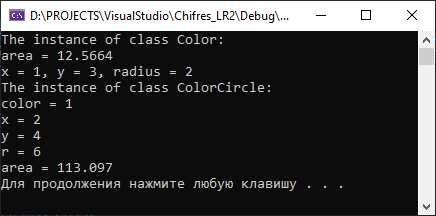 D:\PROJECTS\VisualStudio\Chifres_LR2\Debug\...
The instance of class Color:
area = 12.5664
x = 1, y = 3, radius = 2
The instance of class ColorCircle:
color = 1
x = 2
y = 4
r = 6
area = 113.097
Для продолжения нажмите любую клавишу . . .